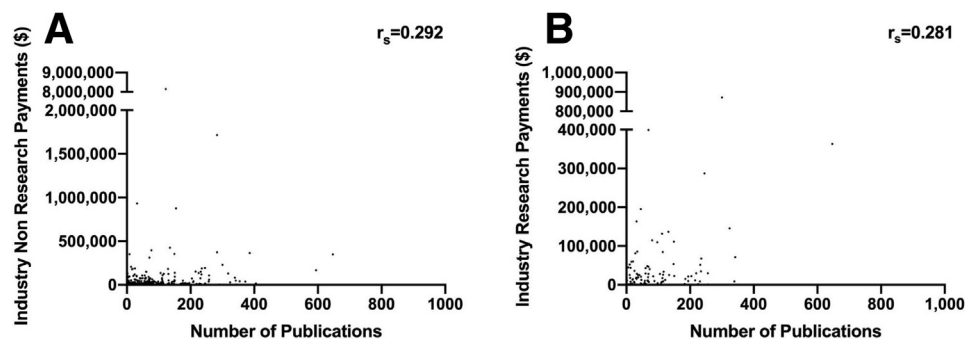 A
r_s=0.292
Industry Non Research Payments ($)
9,000,000
8,000,000
2,000,000
1,500,000
1,000,000
500,000
0
0 200 400 600 800 1000
Number of Publications
B
r_s=0.281
Industry Research Payments ($)
1,000,000
900,000
800,000
400,000
300,000
200,000
100,000
0
0 200 400 600 800 1,000
Number of Publications